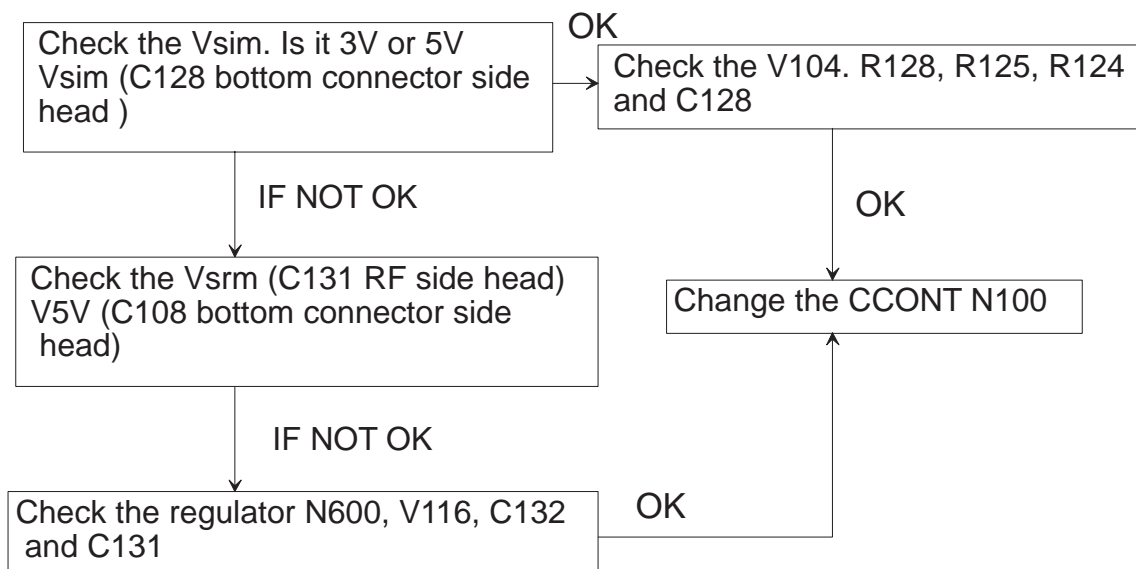 Check the Vsim. Is it 3V or 5V
Vsim (C128 bottom connector side
head )
OK
Check the V104. R128, R125, R124
and C128
IF NOT OK
OK
Check the Vsrm (C131 RF side head)
V5V (C108 bottom connector side
head)
Change the CCONT N100
IF NOT OK
Check the regulator N600, V116, C132
and C131
OK